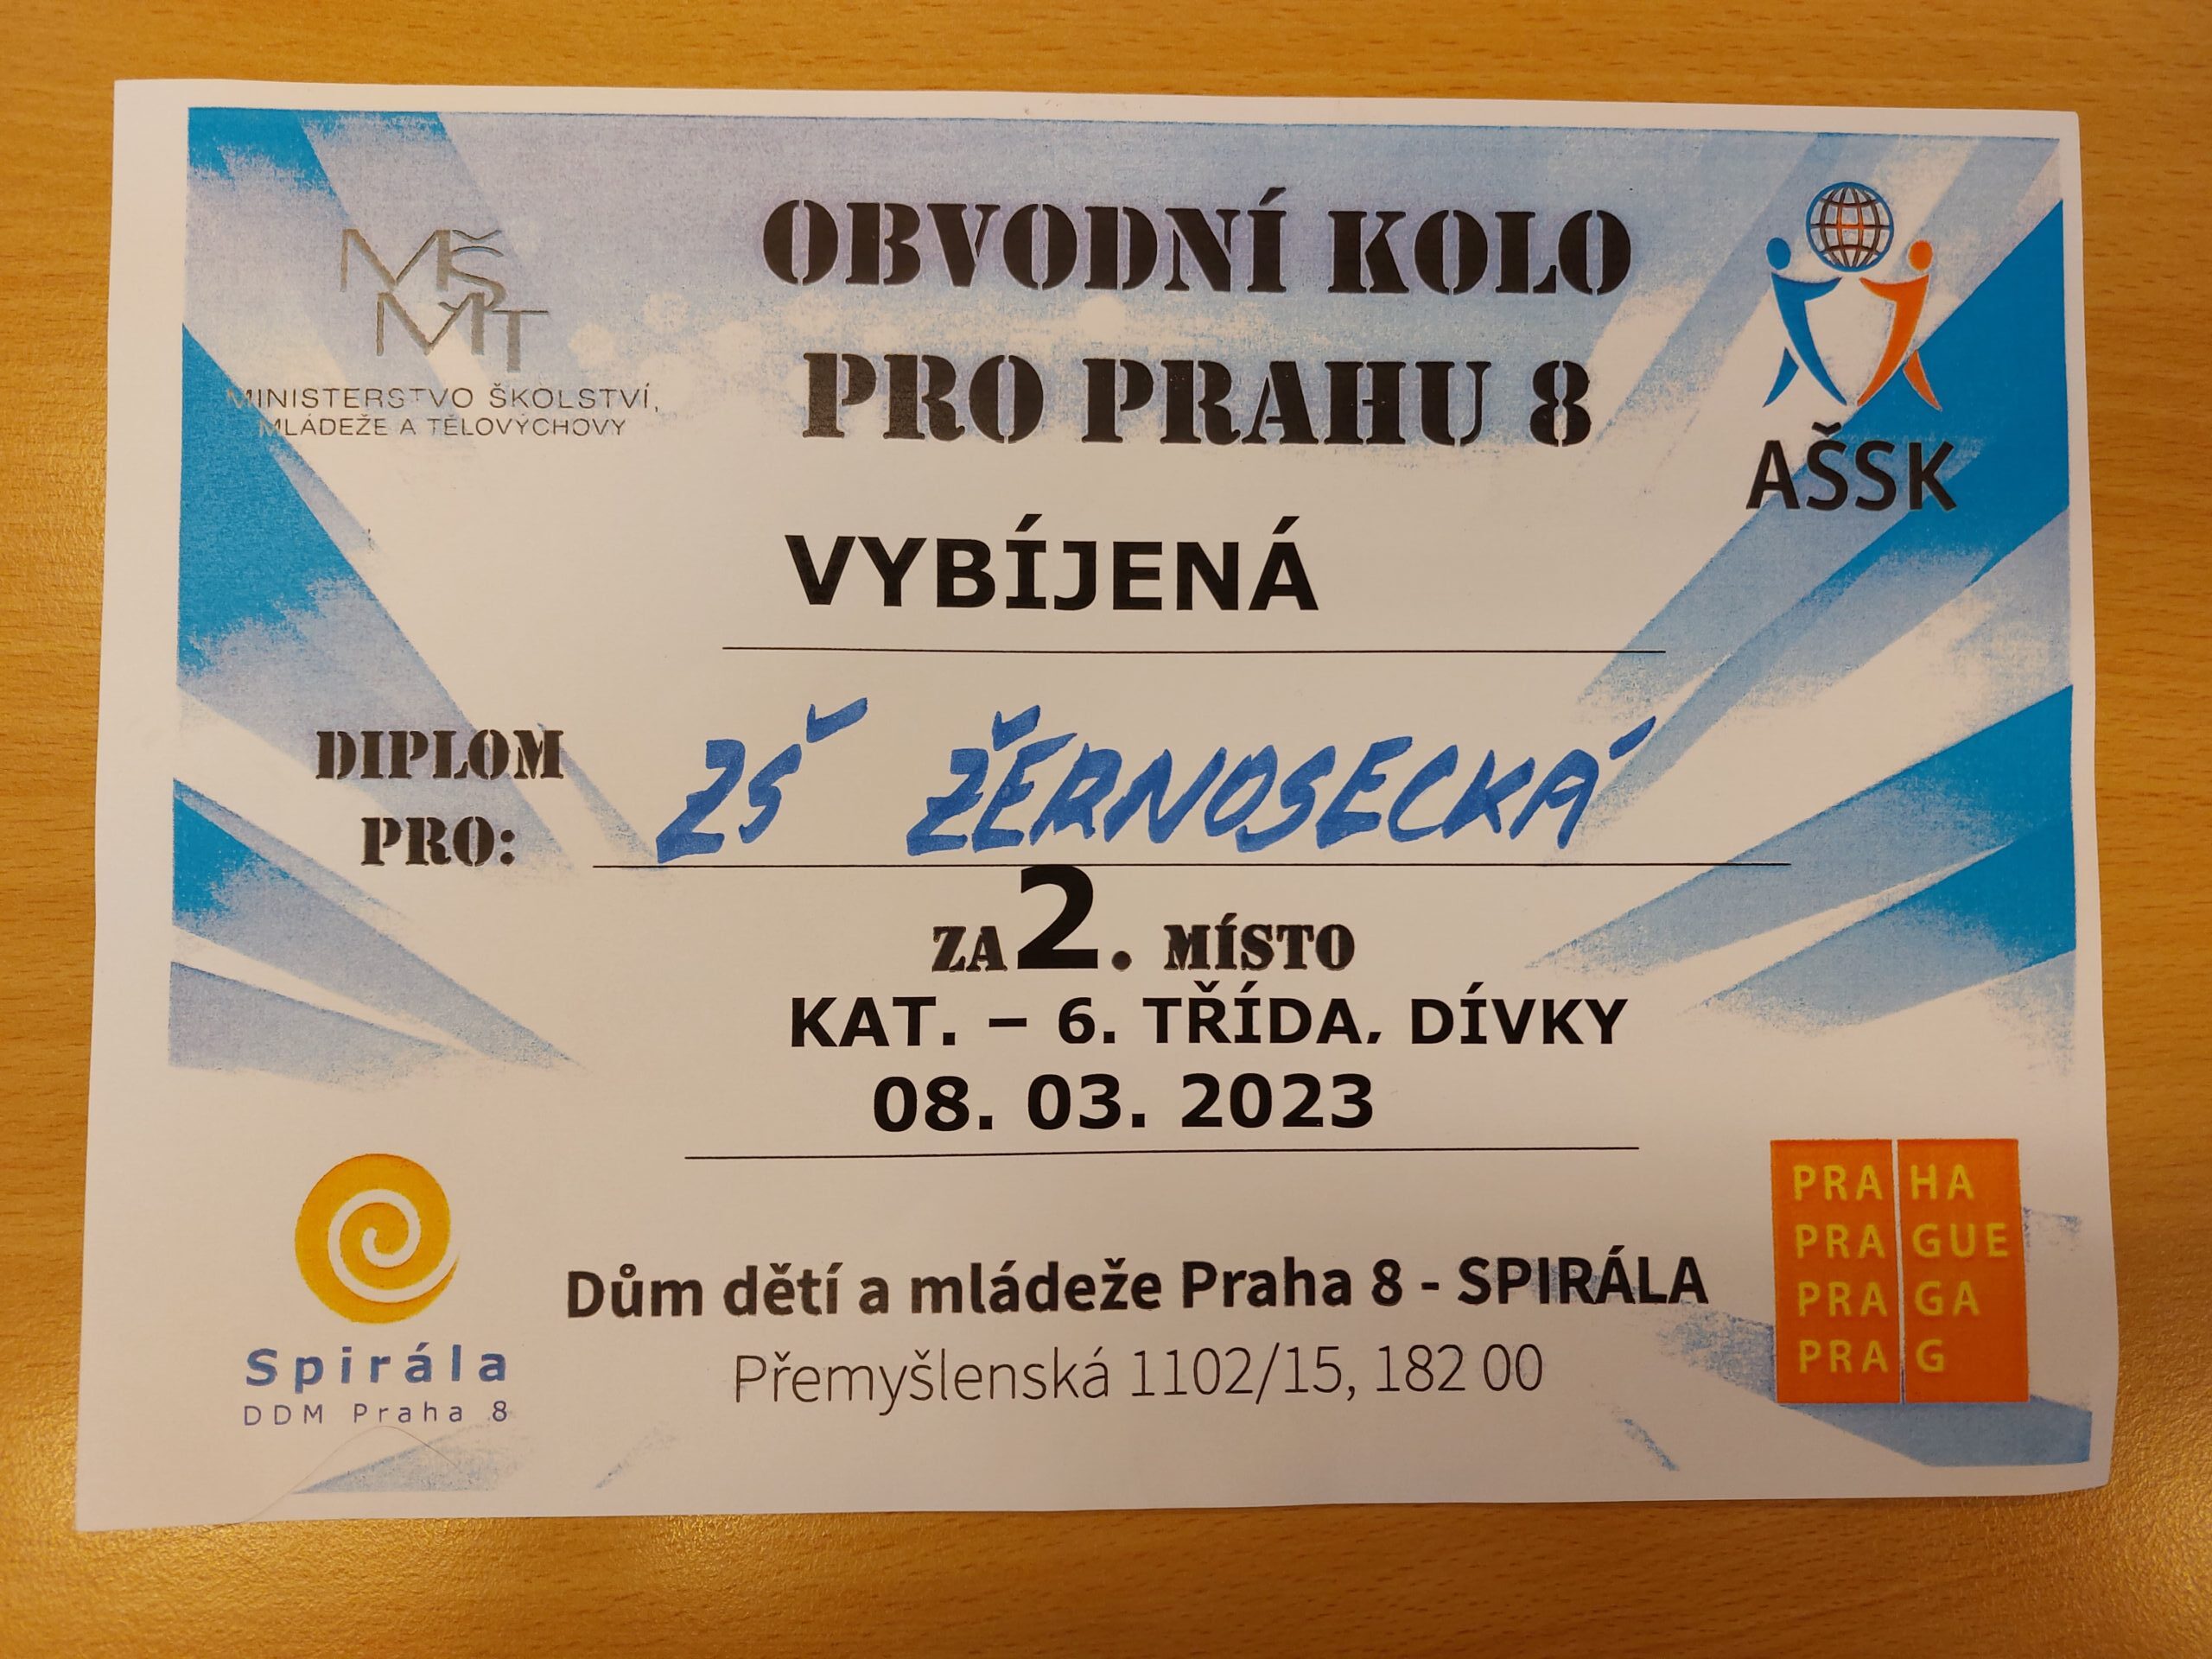 MŠ
MT
MINISTERSTVO ŠKOLSTVÍ,
MLÁDEŽE A TĚLOVÝCHOVY
OBVODNÍ KOLO
PRO PRAHU 8
AŠSK
VYBÍJENÁ
DIPLOM
PRO:
ZŠ ŽERNOSECKÁ
ZA 2. MÍSTO
KAT. – 6. TŘÍDA, DÍVKY
08. 03. 2023
Spirála
DDM Praha 8
Dům dětí a mládeže Praha 8 - SPIRÁLA
Přemyšlenská 1102/15, 182 00
PRA HA
PRA GUE
PRA GA
PRA G